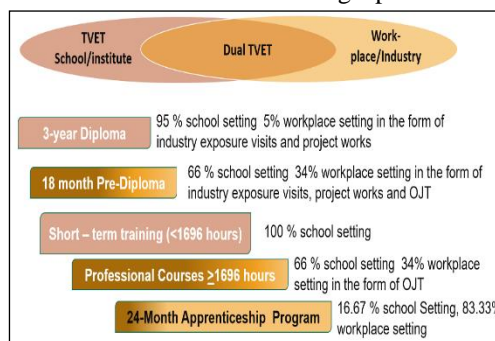 TVET
School/institute
Dual TVET
Work-
place/Industry
3-year Diploma
95 % school setting 5% workplace setting in the form of
industry exposure visits and project works
18 month Pre-Diploma
66 % school setting 34% workplace setting in the form of
industry exposure visits, project works and OJT
Short – term training (<1696 hours)
100 % school setting
Professional Courses ≥1696 hours
66 % school setting 34% workplace
setting in the form of OJT
24-Month Apprenticeship Program
16.67 % school Setting, 83.33%
workplace setting